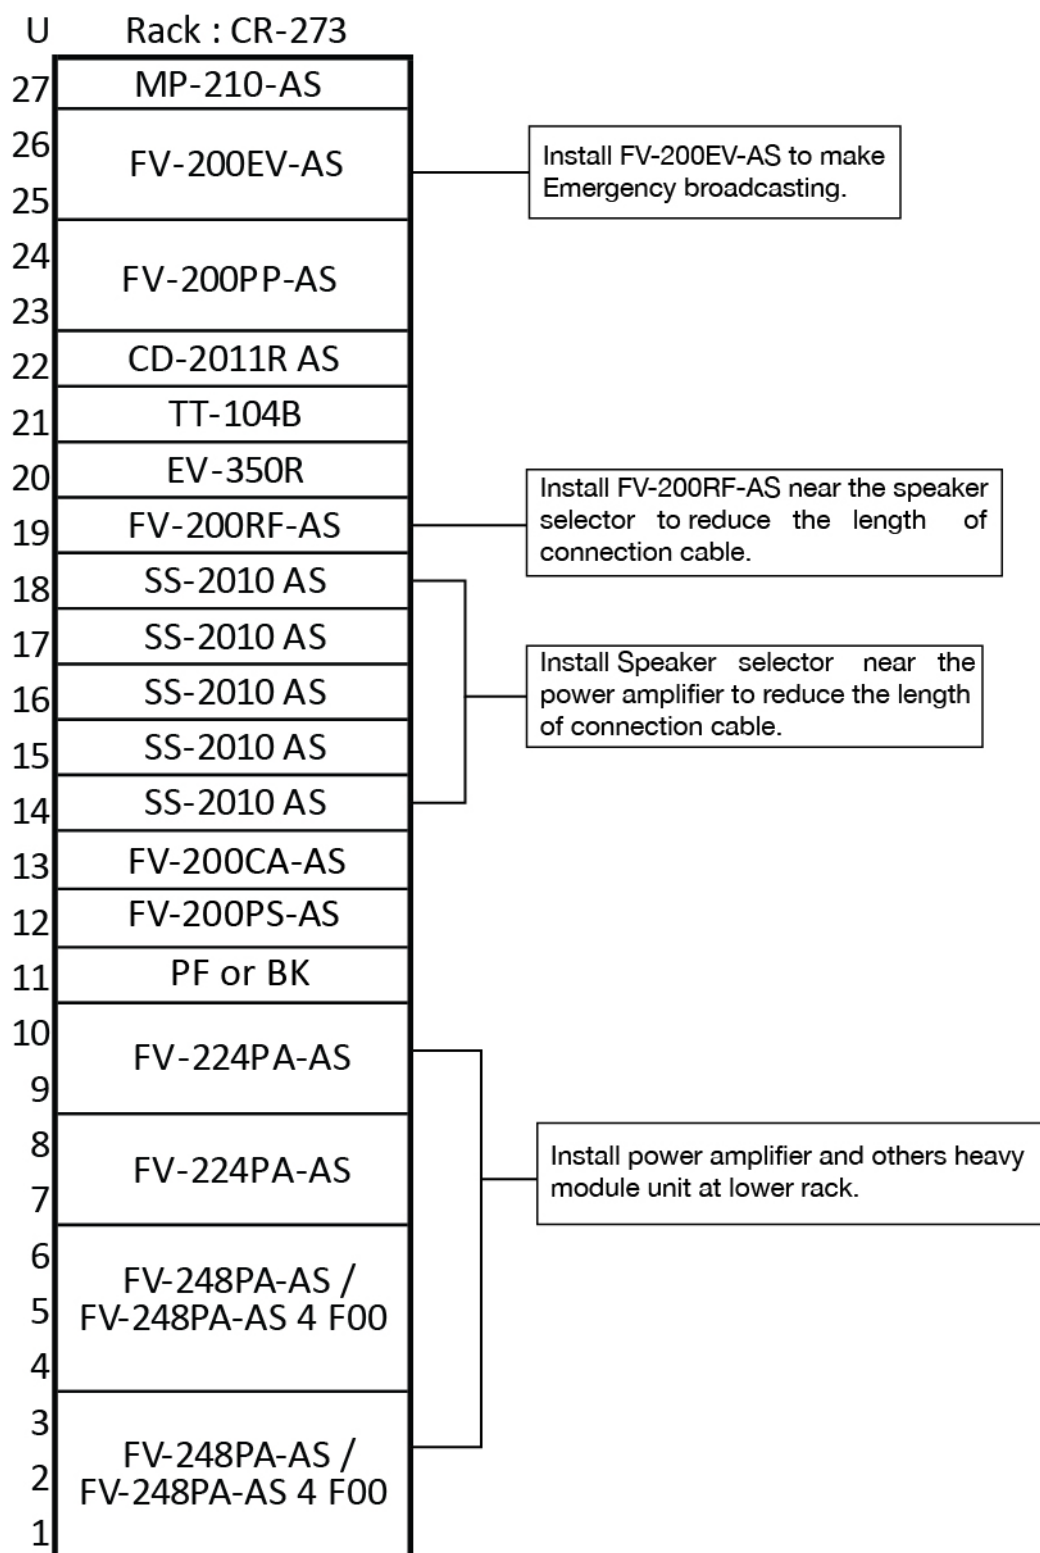 U Rack : CR-273
27 MP-210-AS
26
FV-200EV-AS
25
Install FV-200EV-AS to make
Emergency broadcasting.
24
FV-200PP-AS
23
22 CD-2011R AS
21 TT-104B
20 EV-350R
19 FV-200RF-AS
Install FV-200RF-AS near the speaker
selector to reduce the length of
connection cable.
18 SS-2010 AS
17 SS-2010 AS
16 SS-2010 AS
15 SS-2010 AS
14 SS-2010 AS
Install Speaker selector near the
power amplifier to reduce the length
of connection cable.
13 FV-200CA-AS
12 FV-200PS-AS
11 PF or BK
10
FV-224PA-AS
9
8
FV-224PA-AS
7
Install power amplifier and others heavy
module unit at lower rack.
6
FV-248PA-AS /
5 FV-248PA-AS 4 F00
4
3
FV-248PA-AS /
2 FV-248PA-AS 4 F00
1